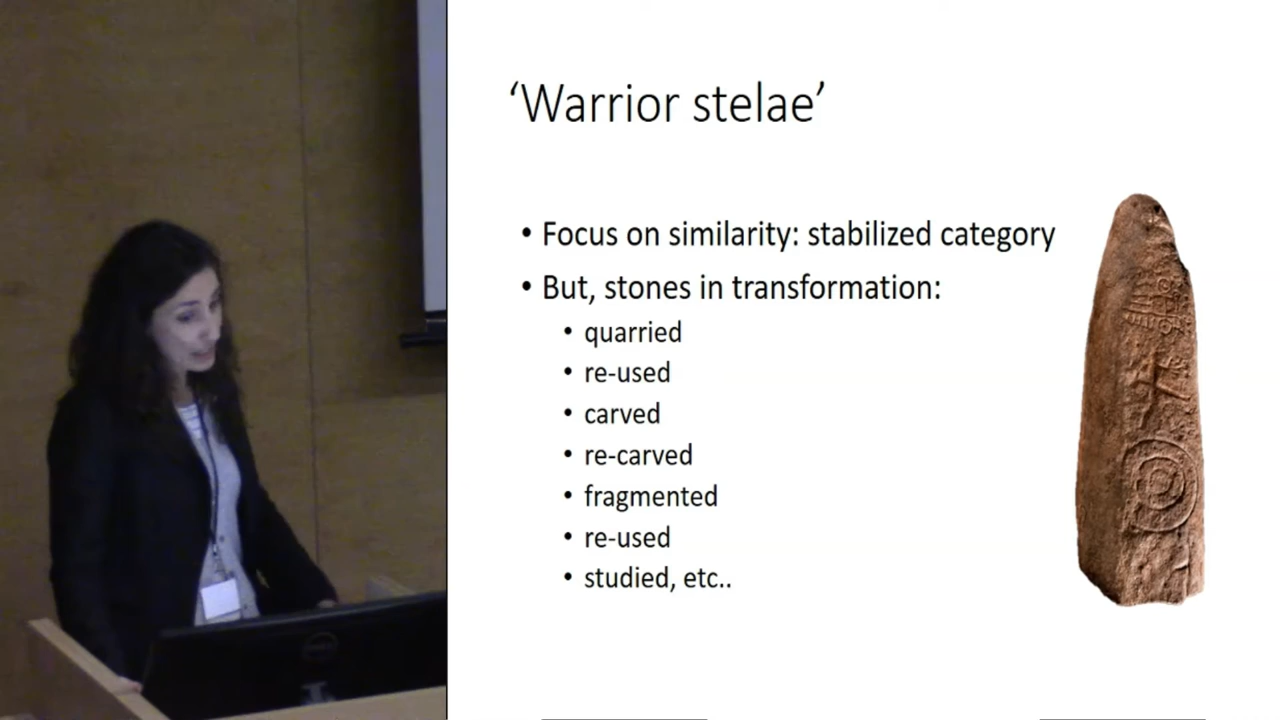 ‘Warrior stelae’
• Focus on similarity: stabilized category
• But, stones in transformation:
• quarried
• re-used
• carved
• re-carved
• fragmented
• re-used
• studied, etc..